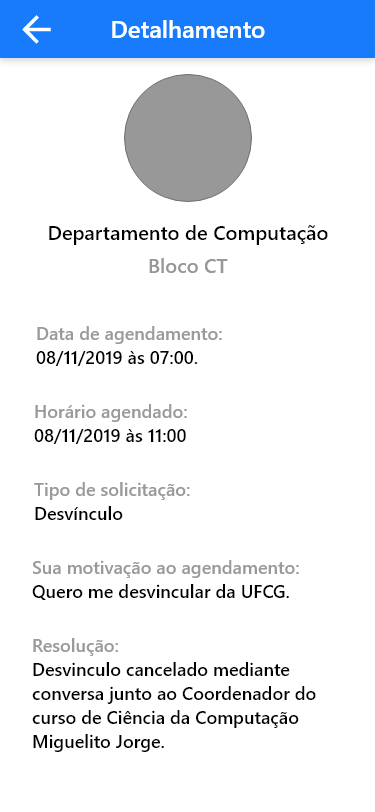 Detalhamento
Departamento de Computação
Bloco CT
Data de agendamento:
08/11/2019 às 07:00.
Horário agendado:
08/11/2019 às 11:00
Tipo de solicitação:
Desvínculo
Sua motivação ao agendamento:
Quero me desvincular da UFCG.
Resolução:
Desvinculo cancelado mediante
conversa junto ao Coordenador do
curso de Ciência da Computação
Miguelito Jorge.